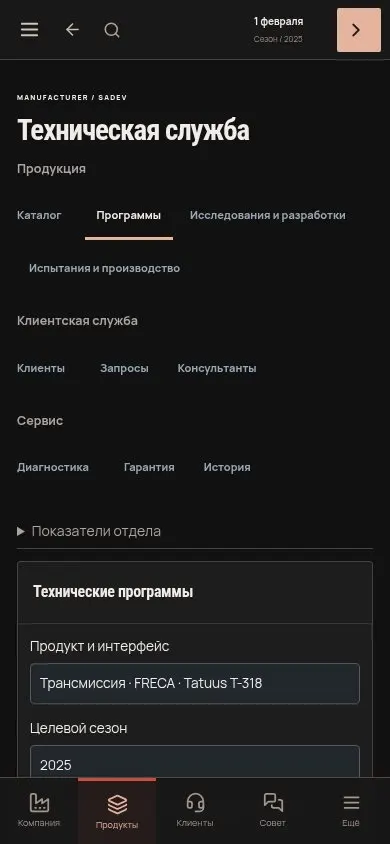 1 февраля
Сезон / 2025
MANUFACTURER / SADEV
Техническая служба
Продукция
Каталог Программы Исследования и разработки
Испытания и производство
Клиентская служба
Клиенты Запросы Консультанты
Сервис
Диагностика Гарантия История
Показатели отдела
Технические программы
Продукт и интерфейс
Трансмиссия · FRECA · Tatuus T-318
Целевой сезон
2025
Компания Продукты Клиенты Совет Ещё